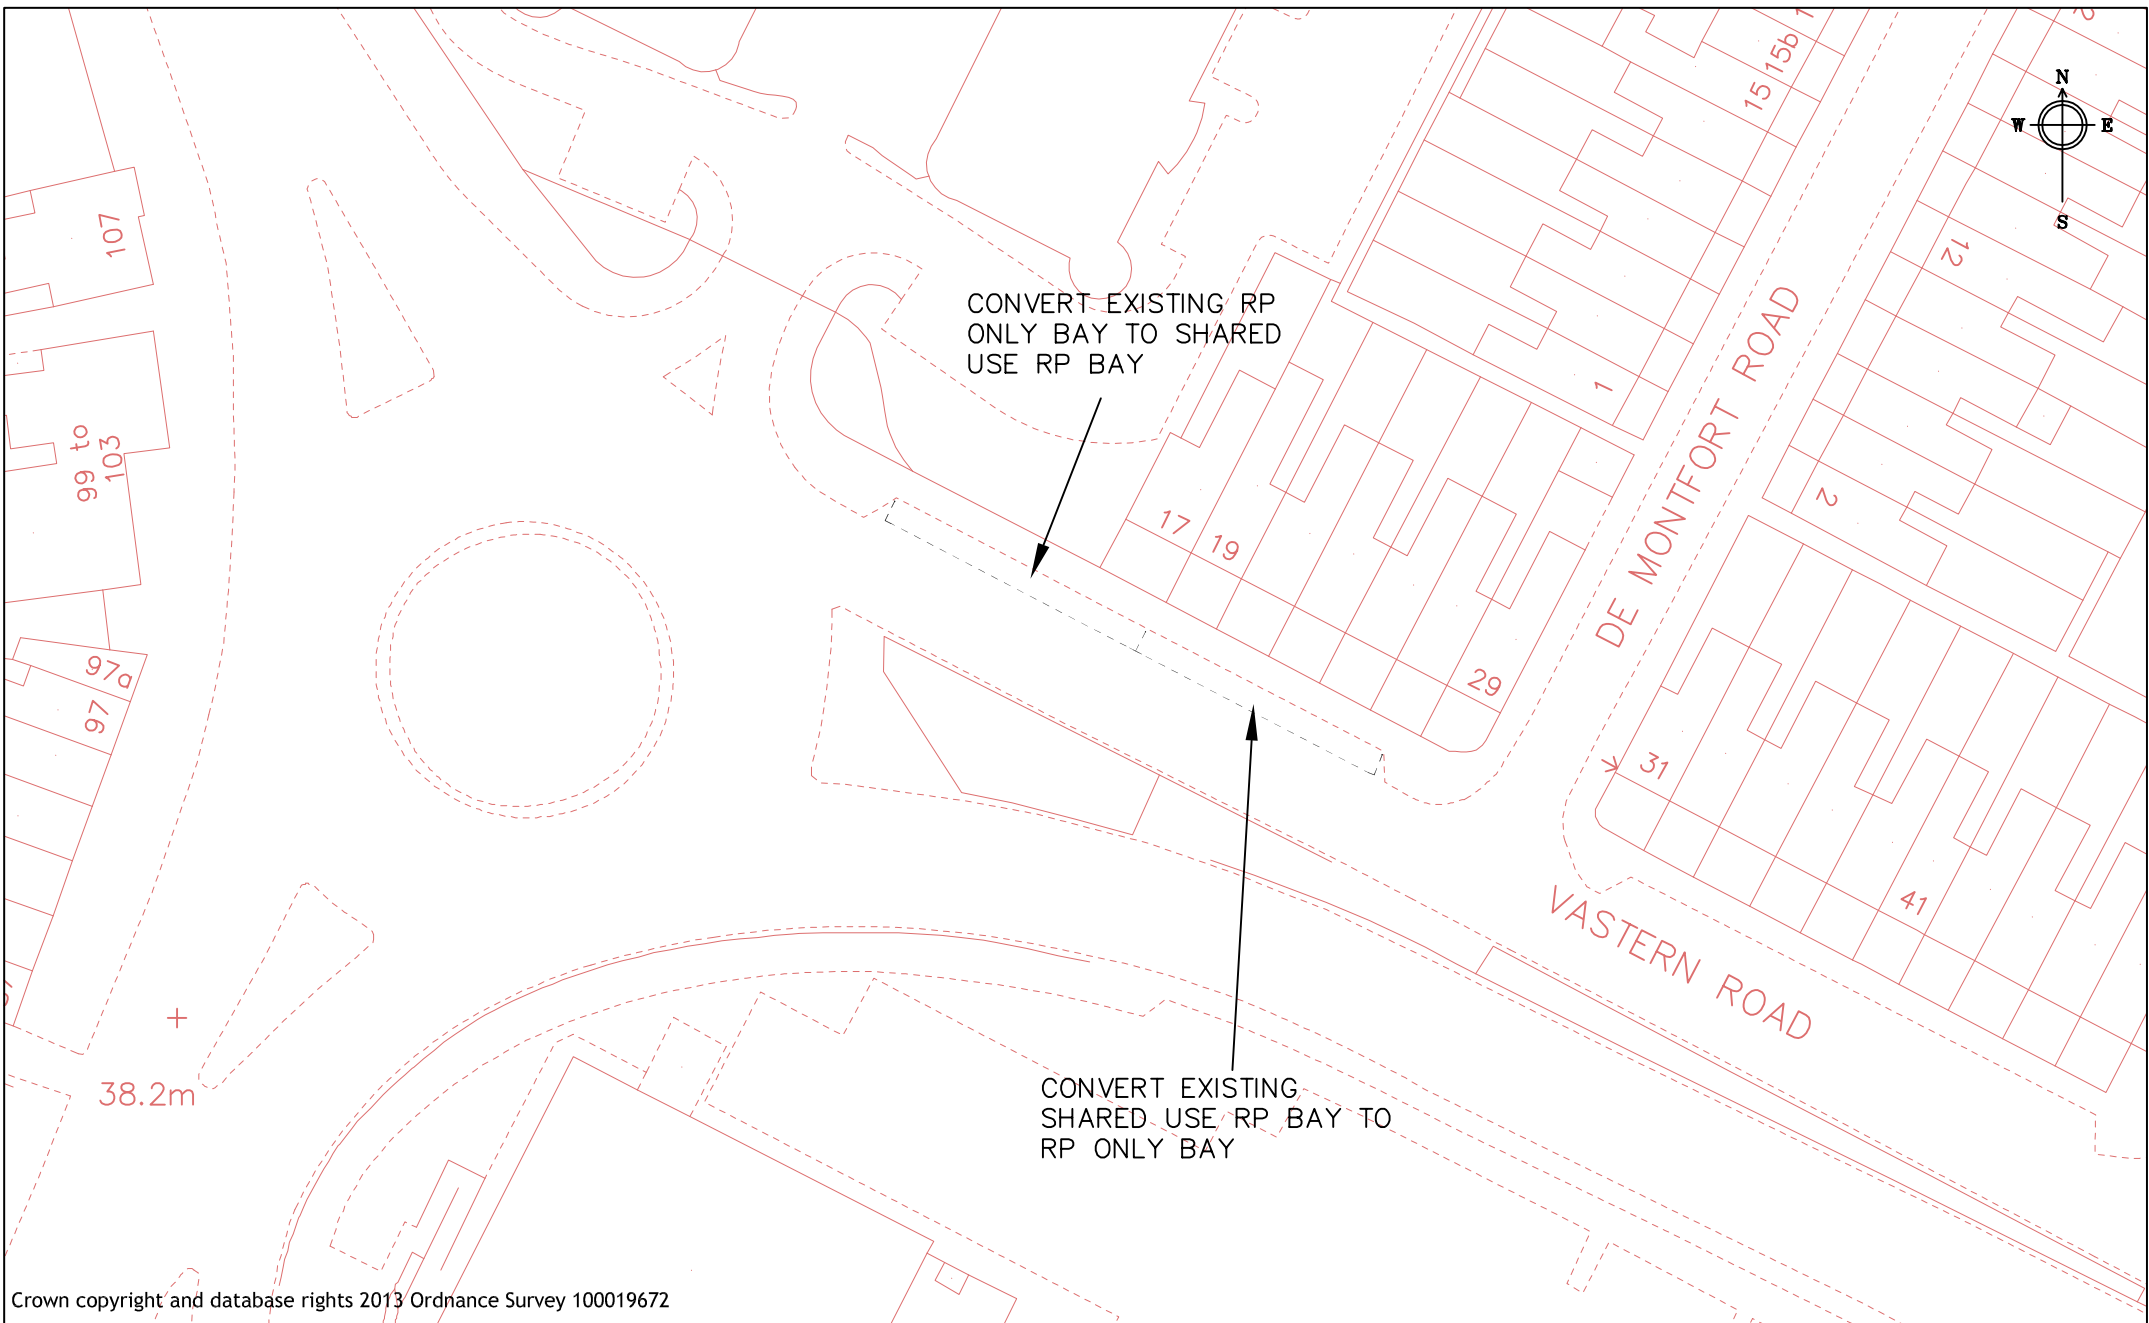 15b
15
N
W E
S
107
12
CONVERT EXISTING RP
ONLY BAY TO SHARED
USE RP BAY
1
DE MONTFORT ROAD
99 to
103
2
17
19
97a
97
29
31
41
VASTERN ROAD
38.2m
CONVERT EXISTING
SHARED USE RP BAY TO
RP ONLY BAY
Crown copyright and database rights 2013 Ordnance Survey 100019672